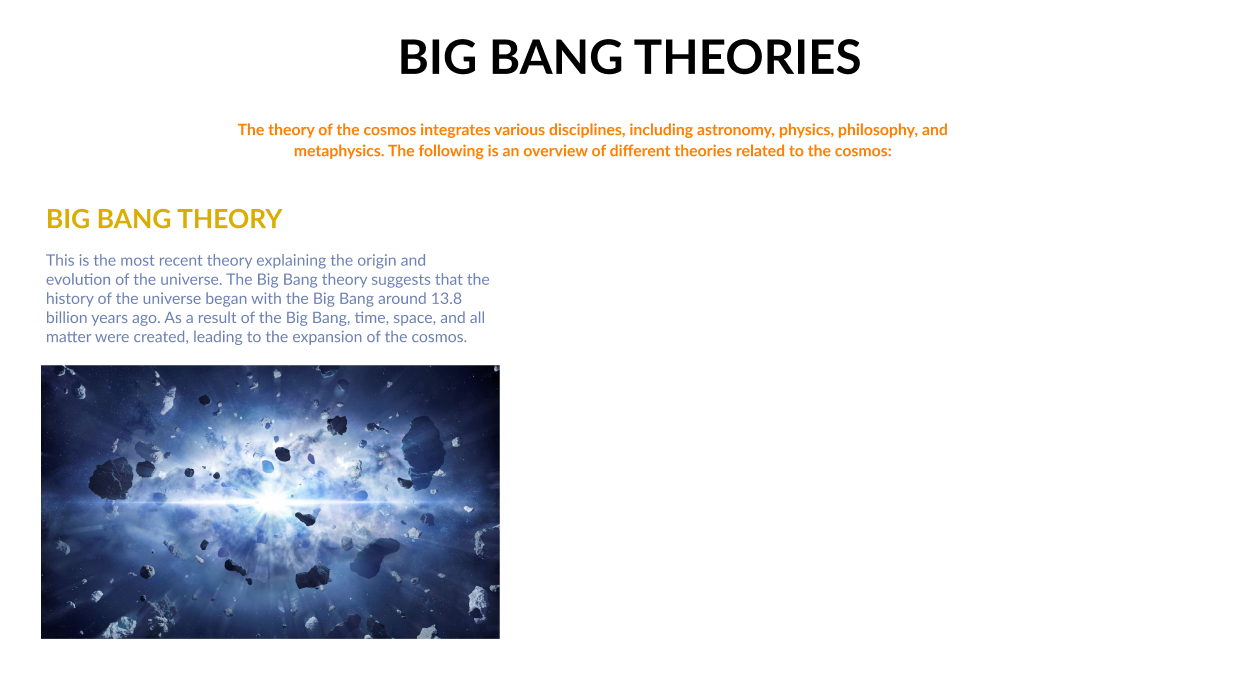 BIG BANG THEORIES
The theory of the cosmos integrates various disciplines, including astronomy, physics, philosophy, and
metaphysics. The following is an overview of different theories related to the cosmos:
BIG BANG THEORY
This is the most recent theory explaining the origin and
evolution of the universe. The Big Bang theory suggests that the
history of the universe began with the Big Bang around 13.8
billion years ago. As a result of the Big Bang, time, space, and all
matter were created, leading to the expansion of the cosmos.